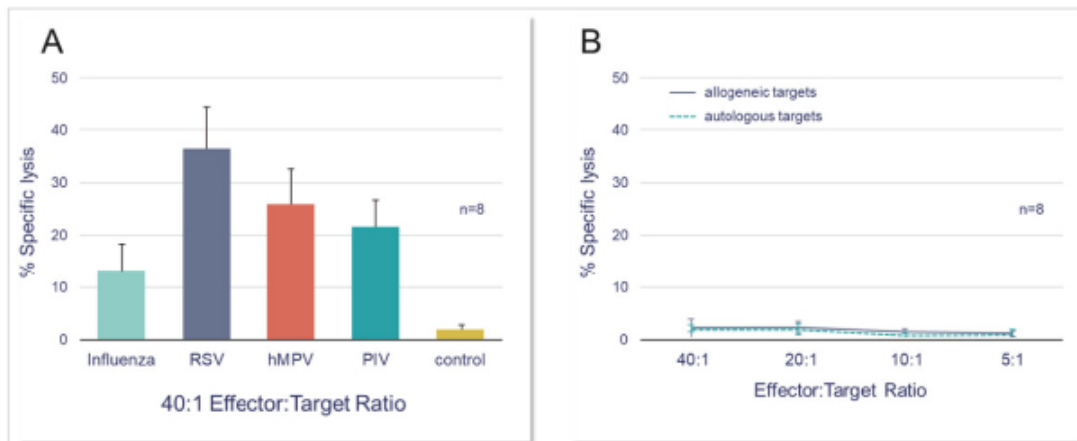 A
50
40
30
20
10
0
% Specific lysis
n=8
Influenza RSV hMPV PIV control
40:1 Effector:Target Ratio
B
allogeneic targets
autologous targets
50
40
30
20
10
0
% Specific lysis
n=8
40:1 20:1 10:1 5:1
Effector:Target Ratio